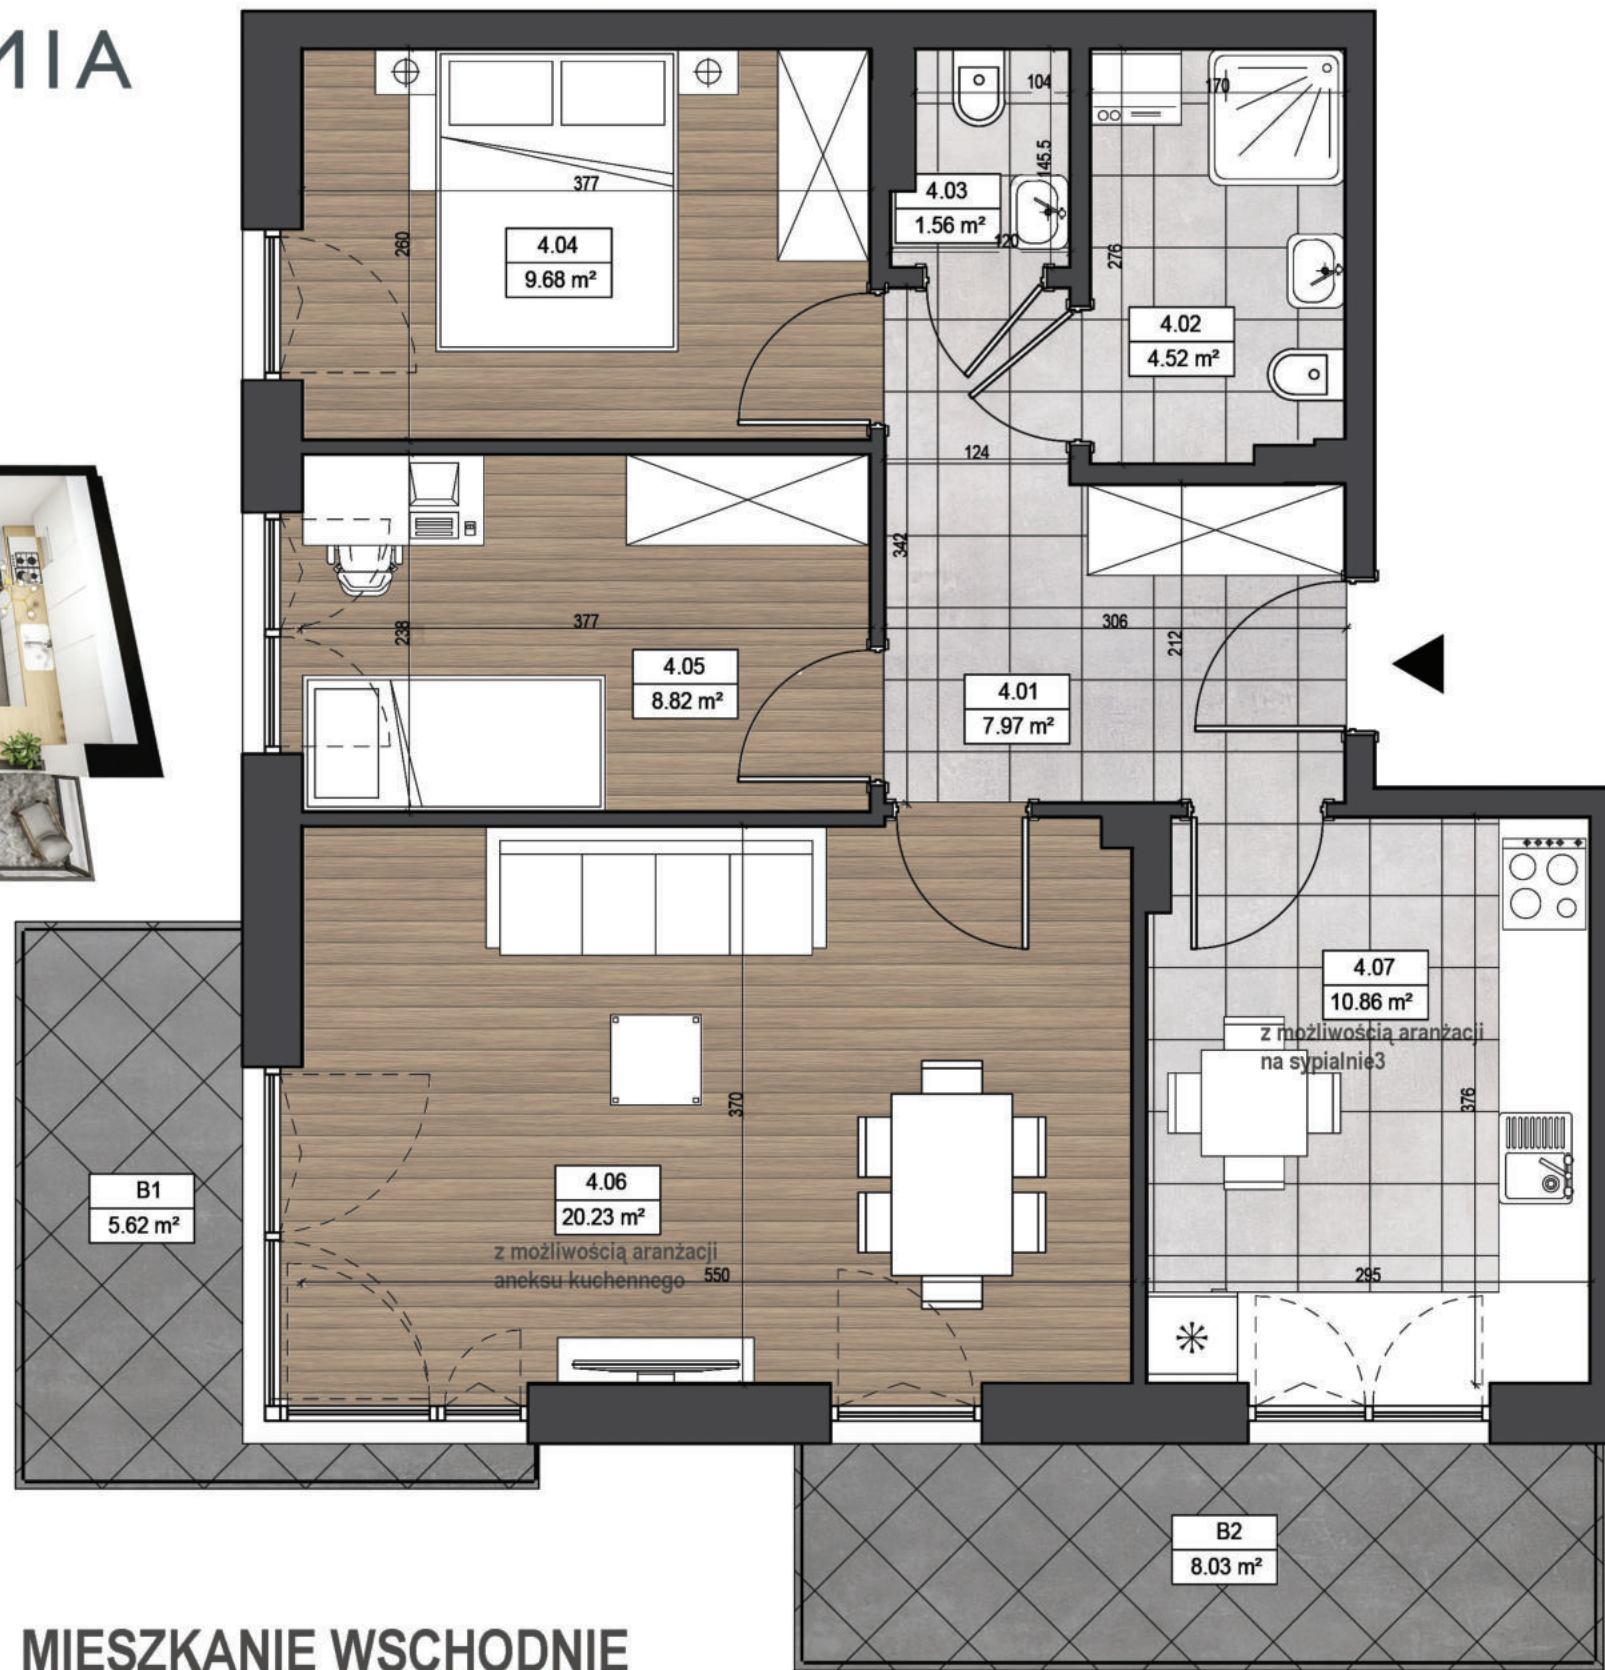 MIA
104
170
145.5
4.03
1.56 m²
120
377
260
4.04
9.68 m²
276
4.02
4.52 m²
124
342
377
238
306
212
4.05
8.82 m²
4.01
7.97 m²
4.07
10.86 m²
z możliwością aranżacji
na sypialnie3
370
376
B1
5.62 m²
4.06
20.23 m²
z możliwością aranżacji
aneksu kuchennego
550
295
B2
8.03 m²
MIESZKANIE WSCHODNIE